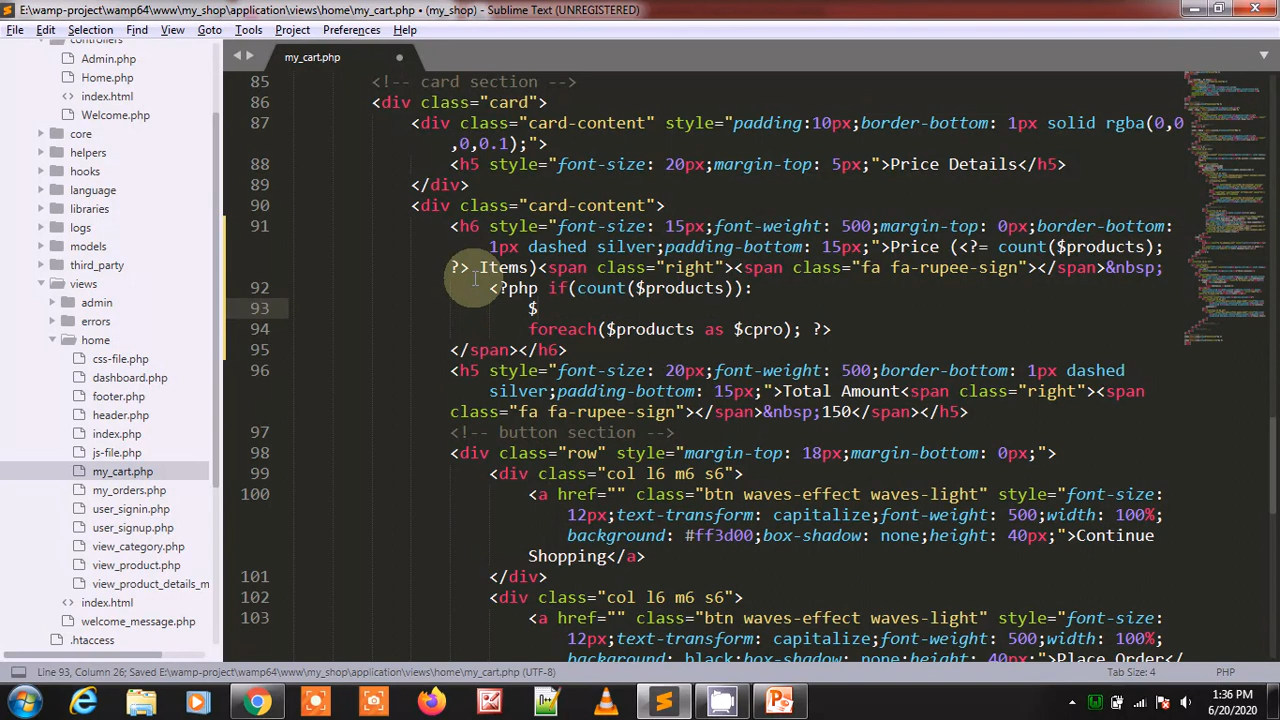 E:\wamp-project\wamp64\www\my_shop\application\views\home\my_cart.php • (my_shop) - Sublime Text (UNREGISTERED)
File Edit Selection Find View Goto Tools Project Preferences Help
my_cart.php
controllers
Admin.php
Home.php
index.html
Welcome.php
core
helpers
hooks
language
libraries
logs
models
third_party
views
admin
errors
home
css-file.php
dashboard.php
footer.php
header.php
index.php
js-file.php
my_cart.php
my_orders.php
user_signin.php
user_signup.php
view_category.php
view_product.php
view_product_details_m
index.html
welcome_message.php
.htaccess
85 <!-- card section -->
86 <div class="card">
87 <div class="card-content" style="padding:10px;border-bottom: 1px solid rgba(0,0
,0,0.1);">
88 <h5 style="font-size: 20px;margin-top: 5px;">Price Details</h5>
89 </div>
90 <div class="card-content">
91 <h6 style="font-size: 15px;font-weight: 500;margin-top: 0px;border-bottom:
1px dashed silver;padding-bottom: 15px;">Price (<?= count($products);
?> Items)<span class="right"><span class="fa fa-rupee-sign"></span>&nbsp;
92 <?php if(count($products)):
93 $
94 foreach($products as $cpro); ?>
95 </span></h6>
96 <h5 style="font-size: 20px;font-weight: 500;border-bottom: 1px dashed
silver;padding-bottom: 15px;">Total Amount<span class="right"><span
class="fa fa-rupee-sign"></span>&nbsp;150</span></h5>
97 <!-- button section -->
98 <div class="row" style="margin-top: 18px;margin-bottom: 0px;">
99 <div class="col l6 m6 s6">
100 <a href="" class="btn waves-effect waves-light" style="font-size:
12px;text-transform: capitalize;font-weight: 500;width: 100%;
background: #ff3d00;box-shadow: none;height: 40px;">Continue
Shopping</a>
101 </div>
102 <div class="col l6 m6 s6">
103 <a href="" class="btn waves-effect waves-light" style="font-size:
12px;text-transform: capitalize;font-weight: 500;width: 100%;
background: black;box-shadow: none;height: 40px;">Place Order</
Line 93, Column 26; Saved E:\wamp-project\wamp64\www\my_shop\application\views\home\my_cart.php (UTF-8)
Tab Size: 4
PHP
1:36 PM
6/20/2020